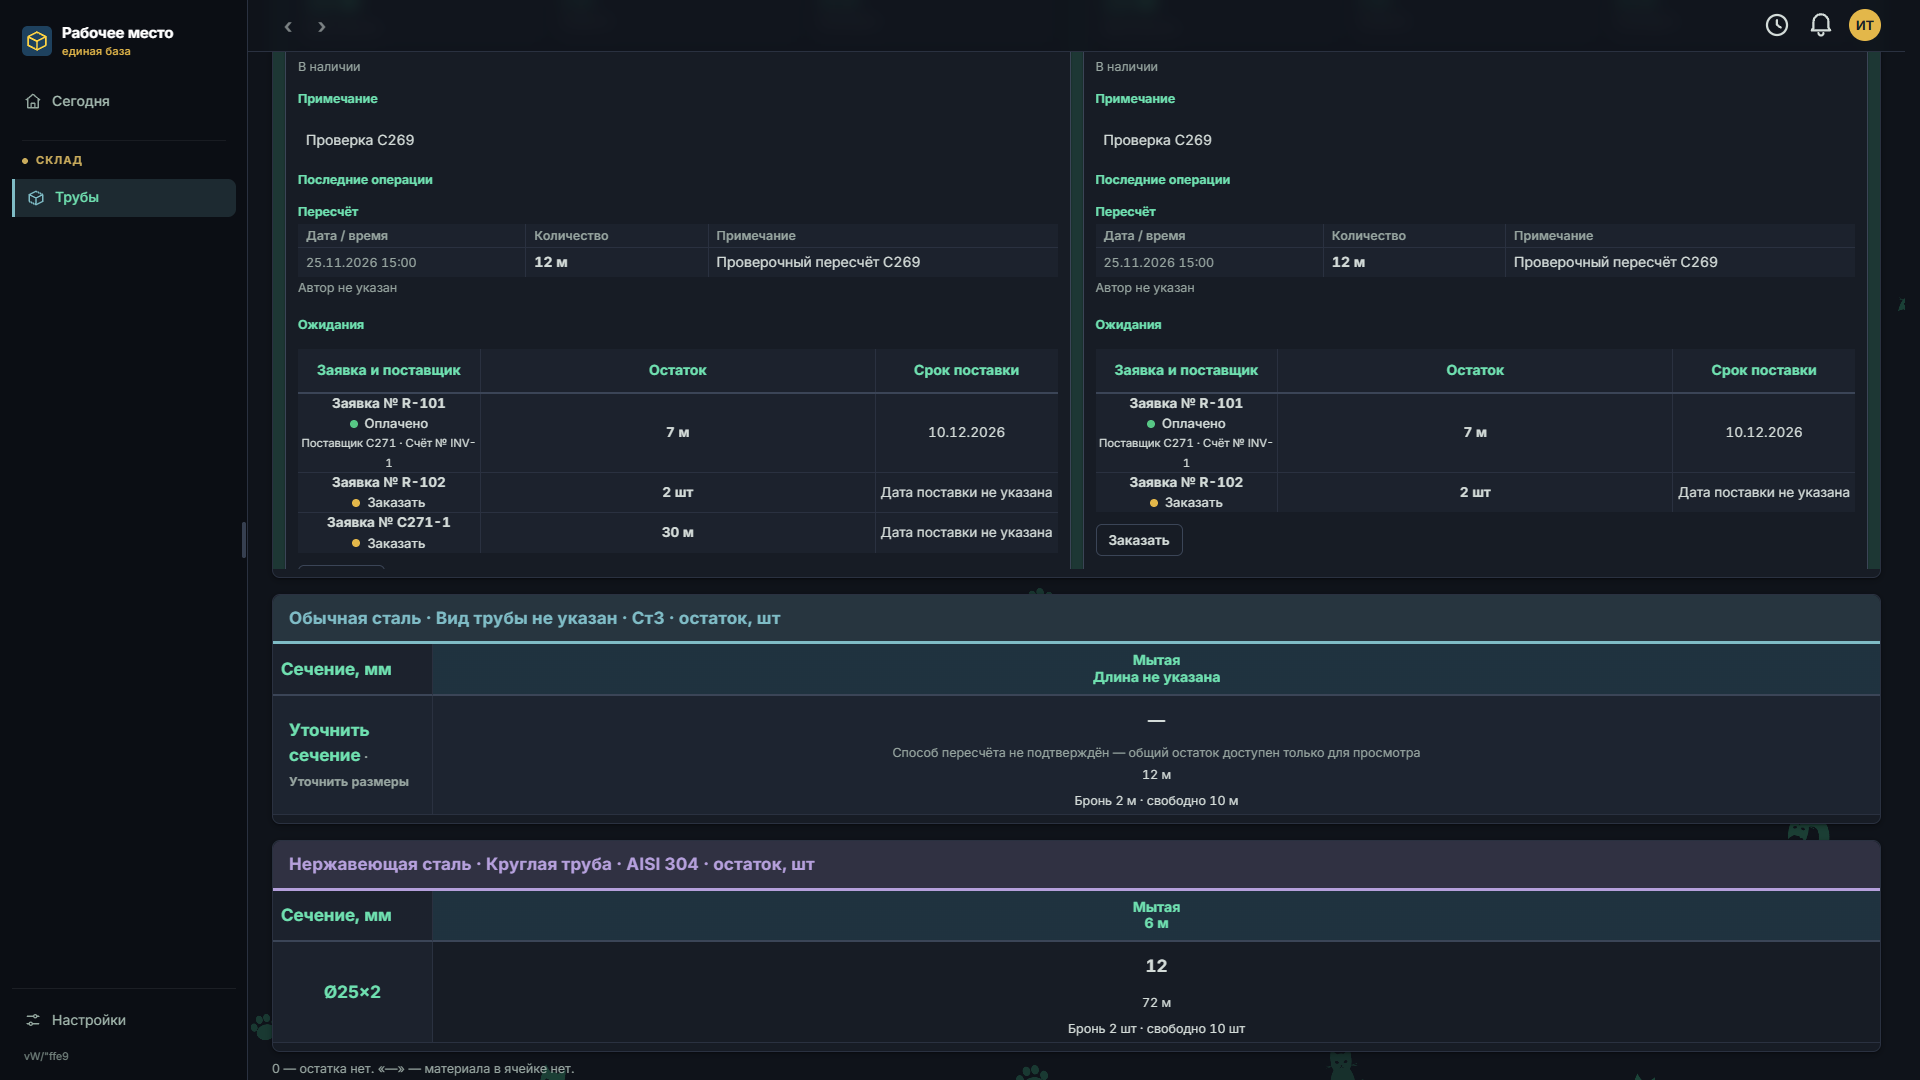 Рабочее место
единая база
Сегодня
СКЛАД
Трубы
Настройки
vW/"ffe9
ИТ
В наличии
Примечание
Проверка С269
Последние операции
Пересчёт
Дата / время Количество Примечание
25.11.2026 15:00 12 м Проверочный пересчёт С269
Автор не указан
Ожидания
Заявка и поставщик Остаток Срок поставки
Заявка № R-101
Оплачено
Поставщик С271 · Счёт № INV-
1
7 м
10.12.2026
Заявка № R-102
Заказать
2 шт
Дата поставки не указана
Заявка № С271-1
Заказать
30 м
Дата поставки не указана
В наличии
Примечание
Проверка С269
Последние операции
Пересчёт
Дата / время Количество Примечание
25.11.2026 15:00 12 м Проверочный пересчёт С269
Автор не указан
Ожидания
Заявка и поставщик Остаток Срок поставки
Заявка № R-101
Оплачено
Поставщик С271 · Счёт № INV-
1
7 м
10.12.2026
Заявка № R-102
Заказать
2 шт
Дата поставки не указана
Заказать
Обычная сталь · Вид трубы не указан · Ст3 · остаток, шт
Сечение, мм
Мытая
Длина не указана
Уточнить
сечение ·
Уточнить размеры
—
Способ пересчёта не подтверждён — общий остаток доступен только для просмотра
12 м
Бронь 2 м · свободно 10 м
Нержавеющая сталь · Круглая труба · AISI 304 · остаток, шт
Сечение, мм
Мытая
6 м
Ø25×2
12
72 м
Бронь 2 шт · свободно 10 шт
0 — остатка нет. «—» — материала в ячейке нет.